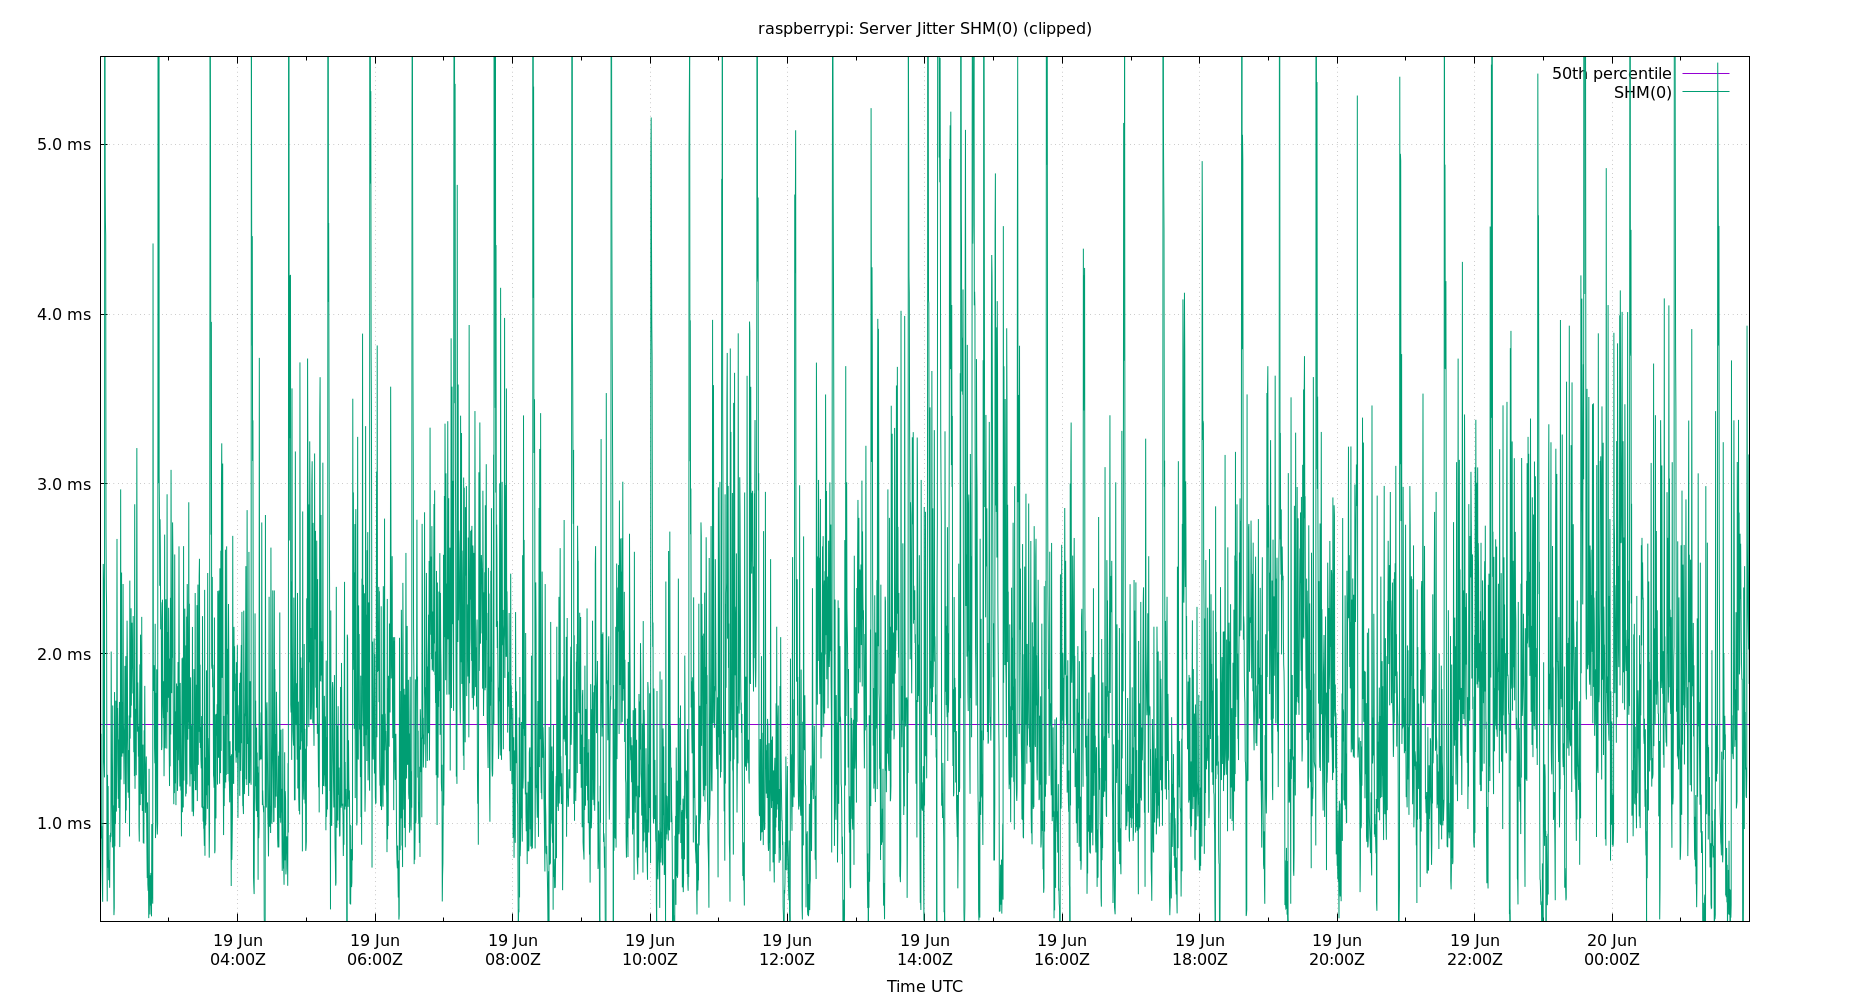 raspberrypi: Server Jitter SHM(0) (clipped)
50th percentile
SHM(0)
5.0 ms
4.0 ms
3.0 ms
2.0 ms
1.0 ms
19 Jun 19 Jun 19 Jun 19 Jun 19 Jun 19 Jun 19 Jun 19 Jun 19 Jun 19 Jun 20 Jun
04:00Z 06:00Z 08:00Z 10:00Z 12:00Z 14:00Z 16:00Z 18:00Z 20:00Z 22:00Z 00:00Z
Time UTC